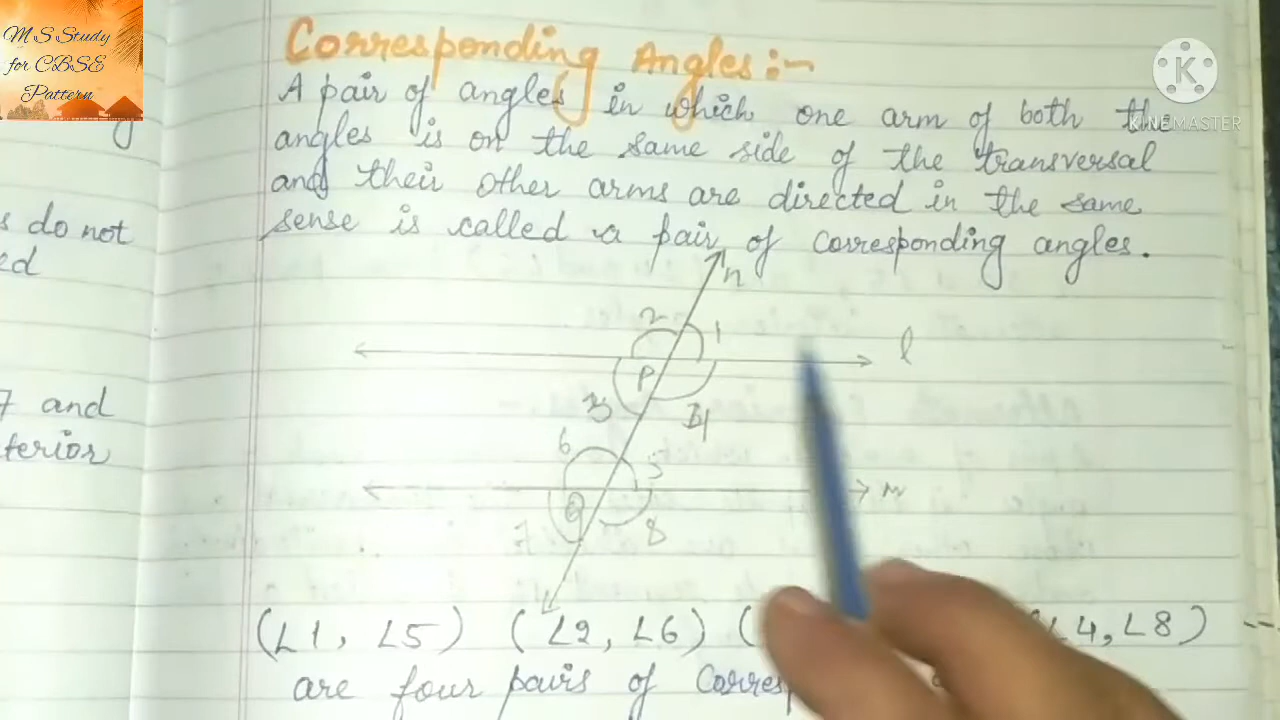 M S Study
for CBSE
Pattern
KINEMASTER
Corresponding Angles:-
A pair of angles in which one arm of both the
angles is on the same side of the transversal
and their other arms are directed in the same
sense is called a pair of corresponding angles.
s do not
ed
7 and
terior
n
2 1
l
P
3 4
6 5
m
Q
7 8
(∠1, ∠5) (∠2, ∠6) ( ∠4, ∠8)
are four pairs of Corresp